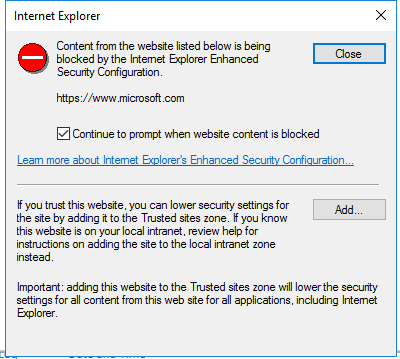 Internet Explorer
Content from the website listed below is being
blocked by the Internet Explorer Enhanced
Security Configuration.
Close
https://www.microsoft.com
Continue to prompt when website content is blocked
Learn more about Internet Explorer's Enhanced Security Configuration...
If you trust this website, you can lower security settings for
the site by adding it to the Trusted sites zone. If you know
this website is on your local intranet, review help for
instructions on adding the site to the local intranet zone
instead.
Add...
Important: adding this website to the Trusted sites zone will lower the security
settings for all content from this web site for all applications, including Internet
Explorer.